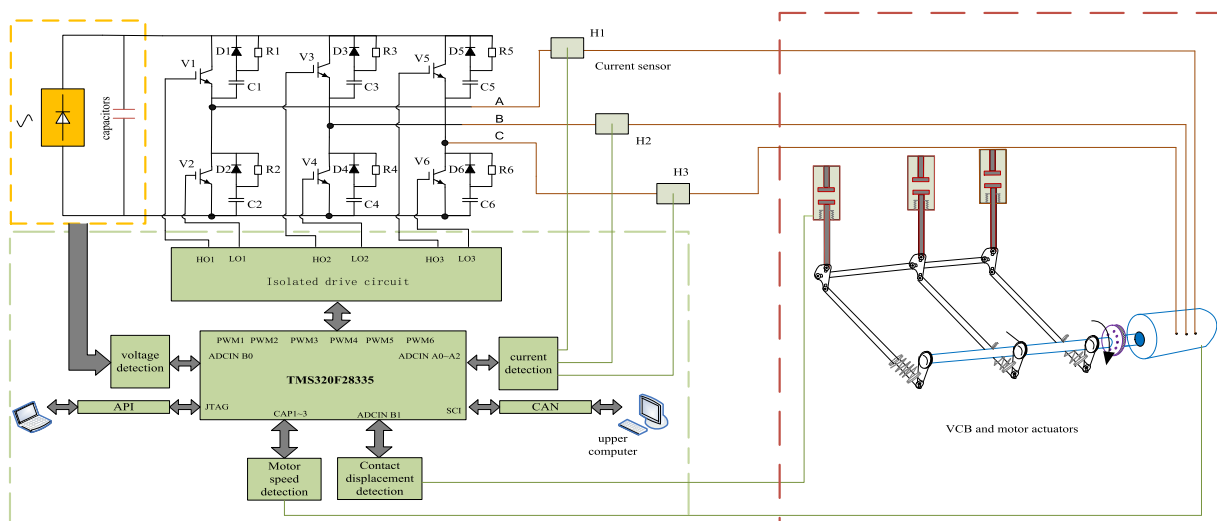 H1
D1
R1
D3
R3
D5
R5
V1
V3
V5
Current sensor
C1
C3
C5
capacitors
A
B
C
H2
V2
V4
V6
D2
R2
D4
R4
D6
R6
H3
C2
C4
C6
HO1
LO1
HO2
LO2
HO3
LO3
Isolated drive circuit
PWM1
PWM2
PWM3
PWM4
PWM5
PWM6
voltage
detection
ADCIN B0
ADCIN A0~A2
current
detection
TMS320F28335
API
JTAG
CAP1~3
ADCIN B1
SCI
CAN
upper
computer
VCB and motor actuators
Motor
speed
detection
Contact
displacement
detection